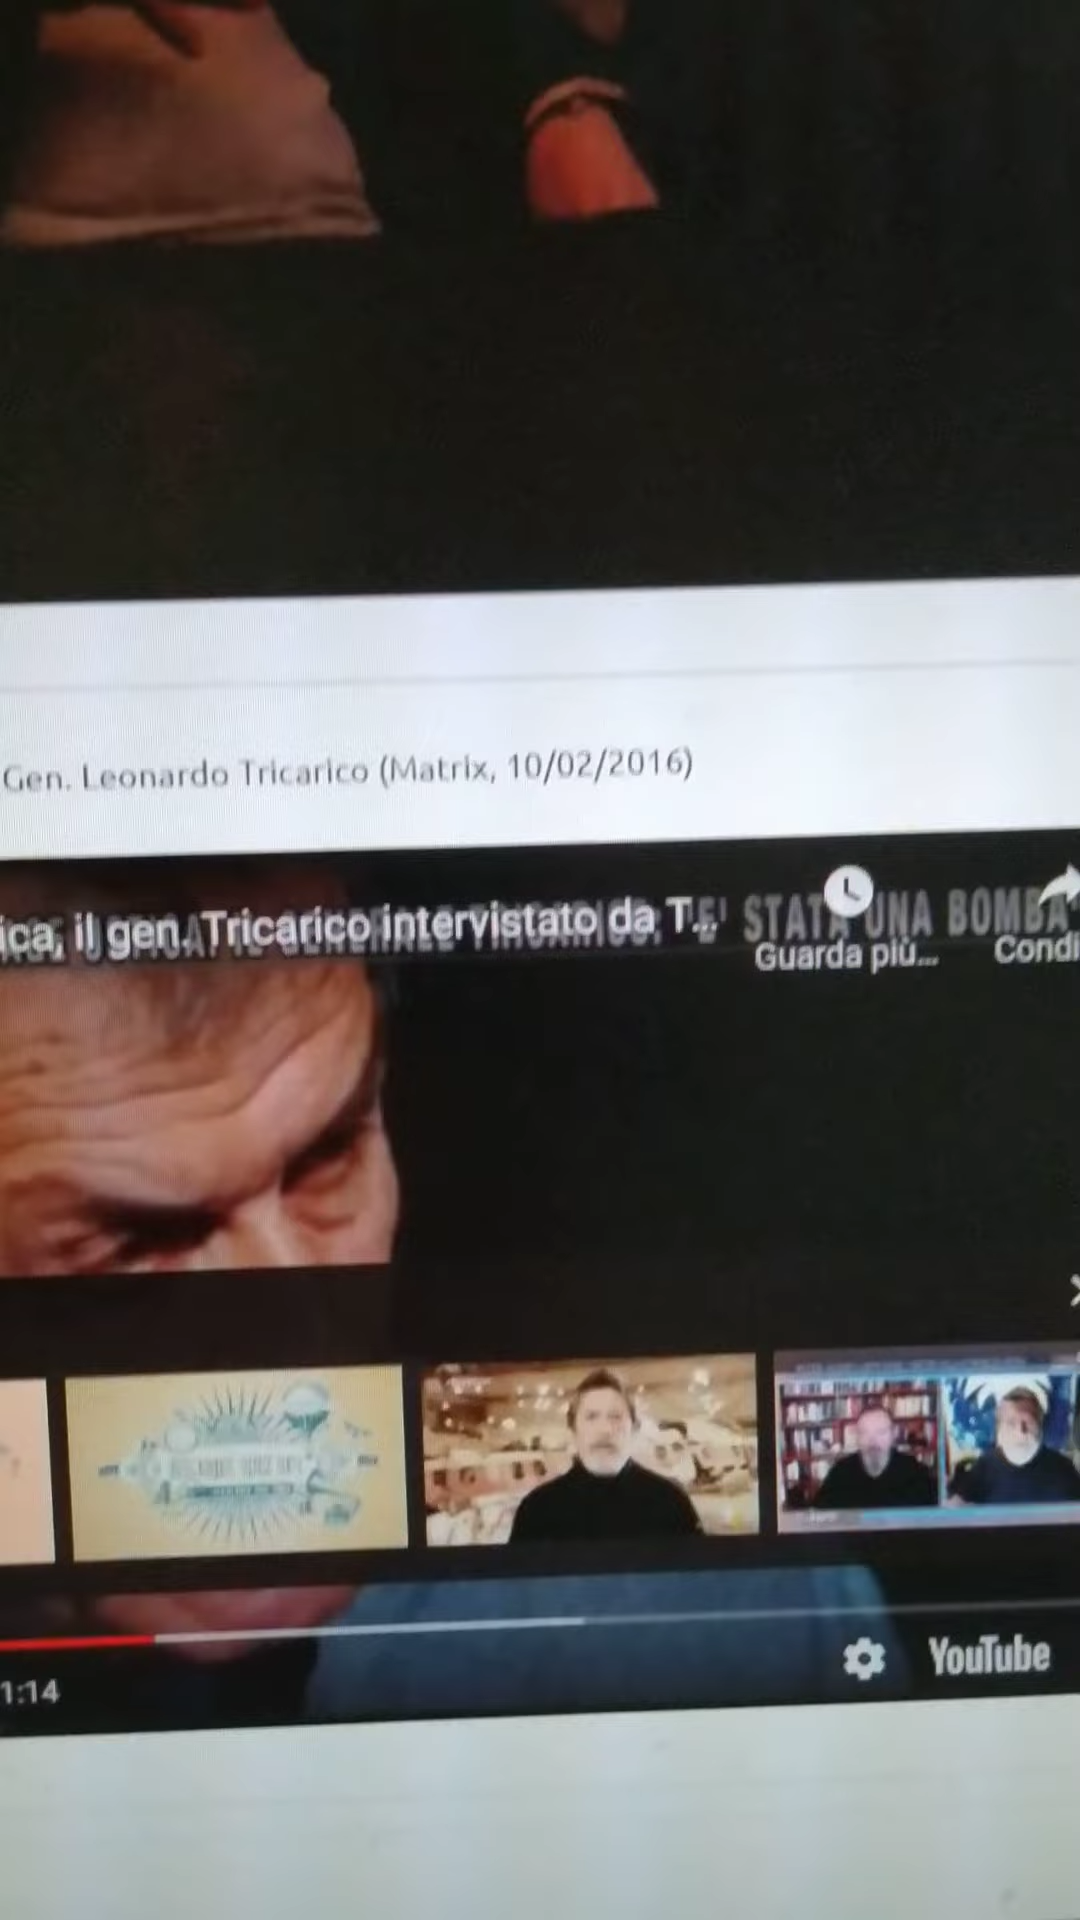 Gen. Leonardo Tricarico (Matrix, 10/02/2016)
ica, il gen. Tricarico intervistato da T...
E' STATA UNA BOMBA
Guarda più...
Condi
1:14
YouTube